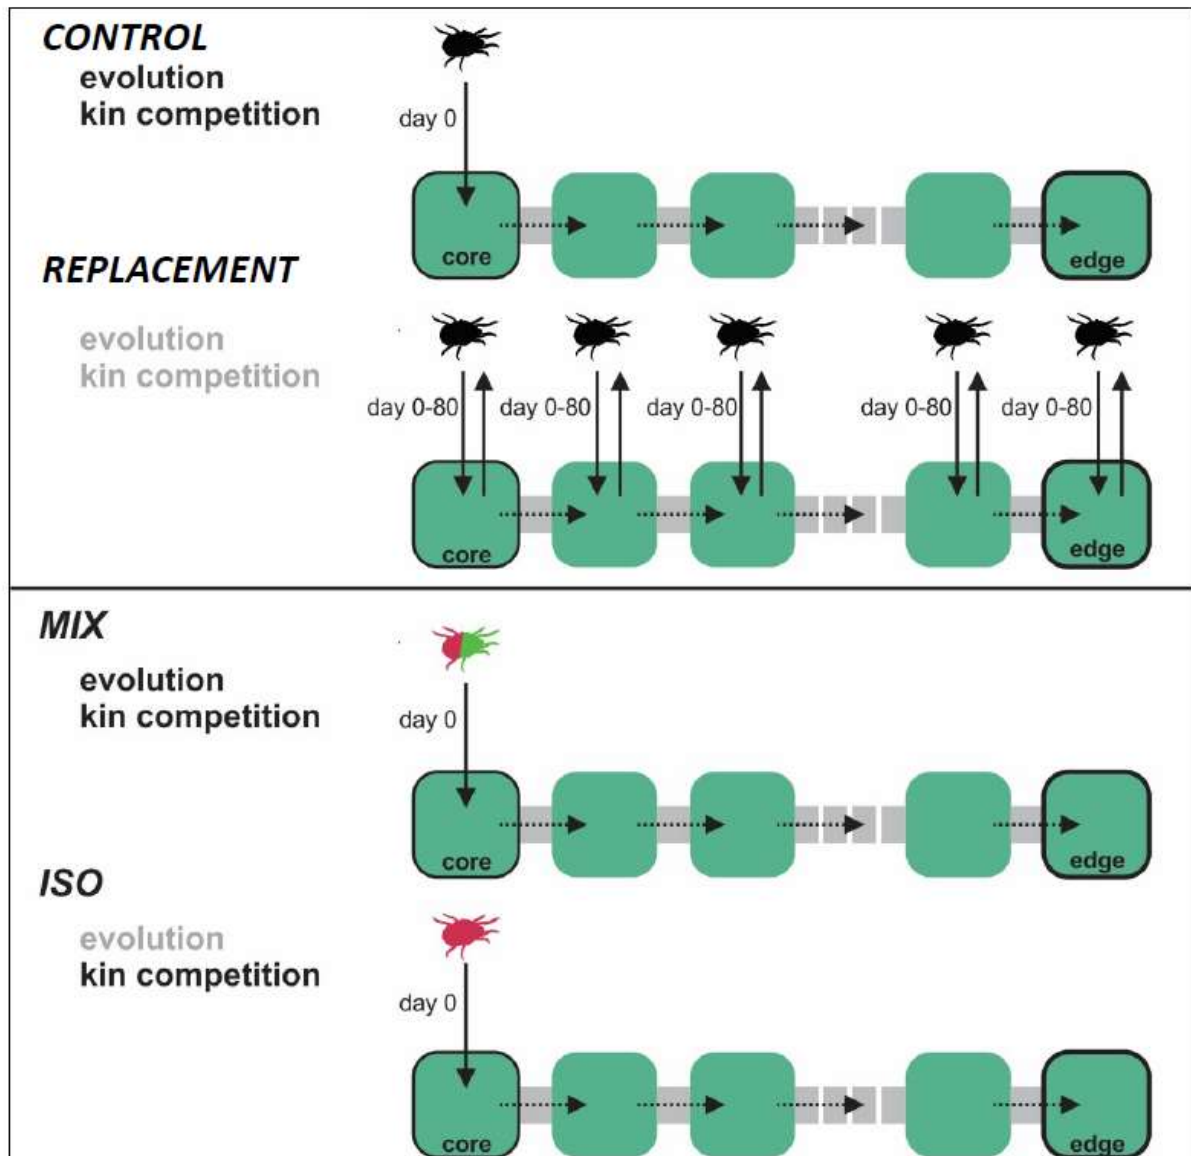 CONTROL
evolution
kin competition
day 0
core
edge
REPLACEMENT
evolution
kin competition
day 0-80 day 0-80 day 0-80 day 0-80 day 0-80
core
edge
MIX
evolution
kin competition
day 0
core
edge
ISO
evolution
kin competition
day 0
core
edge